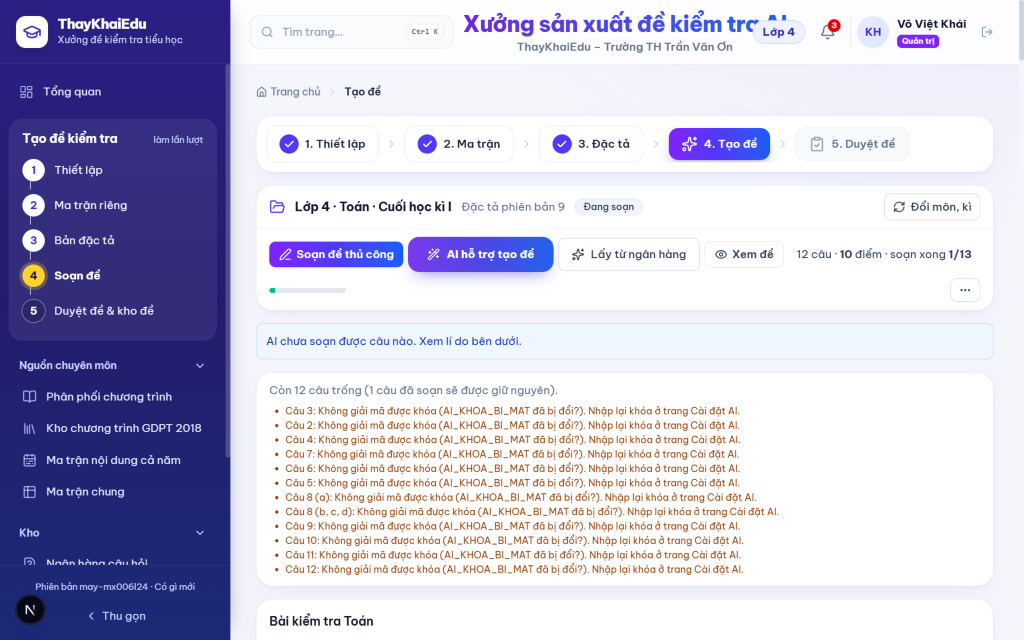 ThayKhaiEdu
Xưởng đề kiểm tra tiểu học
Tổng quan
Tạo đề kiểm tra
làm lần lượt
1 Thiết lập
2 Ma trận riêng
3 Bản đặc tả
4 Soạn đề
5 Duyệt đề & kho đề
Nguồn chuyên môn
Phân phối chương trình
Kho chương trình GDPT 2018
Ma trận nội dung cả năm
Ma trận chung
Kho
Ngân hàng câu hỏi
Phiên bản may-mx006l24 · Có gì mới
N
Thu gọn
Tìm trang...
Ctrl K
Xưởng sản xuất đề kiểm tra AI
ThayKhaiEdu – Trường TH Trần Văn Ơn
Lớp 4
3
KH
Võ Việt Khái
Quản trị
Trang chủ
Tạo đề
1. Thiết lập
2. Ma trận
3. Đặc tả
4. Tạo đề
5. Duyệt đề
Lớp 4 · Toán · Cuối học kì I
Đặc tả phiên bản 9
Đang soạn
Đổi môn, kì
Soạn đề thủ công
AI hỗ trợ tạo đề
Lấy từ ngân hàng
Xem đề
12 câu · 10 điểm · soạn xong 1/13
AI chưa soạn được câu nào. Xem lí do bên dưới.
Còn 12 câu trống (1 câu đã soạn sẽ được giữ nguyên).
• Câu 3: Không giải mã được khóa (AI_KHOA_BI_MAT đã bị đổi?). Nhập lại khóa ở trang Cài đặt AI.
• Câu 2: Không giải mã được khóa (AI_KHOA_BI_MAT đã bị đổi?). Nhập lại khóa ở trang Cài đặt AI.
• Câu 4: Không giải mã được khóa (AI_KHOA_BI_MAT đã bị đổi?). Nhập lại khóa ở trang Cài đặt AI.
• Câu 7: Không giải mã được khóa (AI_KHOA_BI_MAT đã bị đổi?). Nhập lại khóa ở trang Cài đặt AI.
• Câu 6: Không giải mã được khóa (AI_KHOA_BI_MAT đã bị đổi?). Nhập lại khóa ở trang Cài đặt AI.
• Câu 5: Không giải mã được khóa (AI_KHOA_BI_MAT đã bị đổi?). Nhập lại khóa ở trang Cài đặt AI.
• Câu 8 (a): Không giải mã được khóa (AI_KHOA_BI_MAT đã bị đổi?). Nhập lại khóa ở trang Cài đặt AI.
• Câu 8 (b, c, d): Không giải mã được khóa (AI_KHOA_BI_MAT đã bị đổi?). Nhập lại khóa ở trang Cài đặt AI.
• Câu 9: Không giải mã được khóa (AI_KHOA_BI_MAT đã bị đổi?). Nhập lại khóa ở trang Cài đặt AI.
• Câu 10: Không giải mã được khóa (AI_KHOA_BI_MAT đã bị đổi?). Nhập lại khóa ở trang Cài đặt AI.
• Câu 11: Không giải mã được khóa (AI_KHOA_BI_MAT đã bị đổi?). Nhập lại khóa ở trang Cài đặt AI.
• Câu 12: Không giải mã được khóa (AI_KHOA_BI_MAT đã bị đổi?). Nhập lại khóa ở trang Cài đặt AI.
Bài kiểm tra Toán